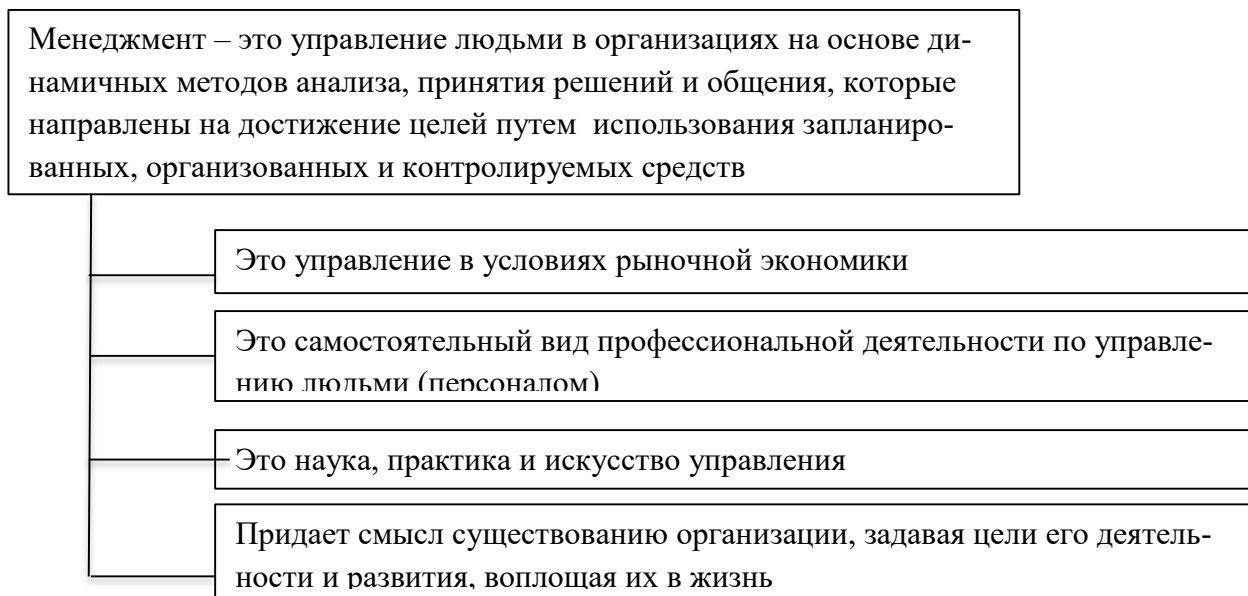 Менеджмент – это управление людьми в организациях на основе ди-
намичных методов анализа, принятия решений и общения, которые
направлены на достижение целей путем  использования запланиро-
ванных, организованных и контролируемых средств
Это управление в условиях рыночной экономики
Это самостоятельный вид профессиональной деятельности по управле-
нию людьми (персоналом)
Это наука, практика и искусство управления
Придает смысл существованию организации, задавая цели его деятель-
ности и развития, воплощая их в жизнь